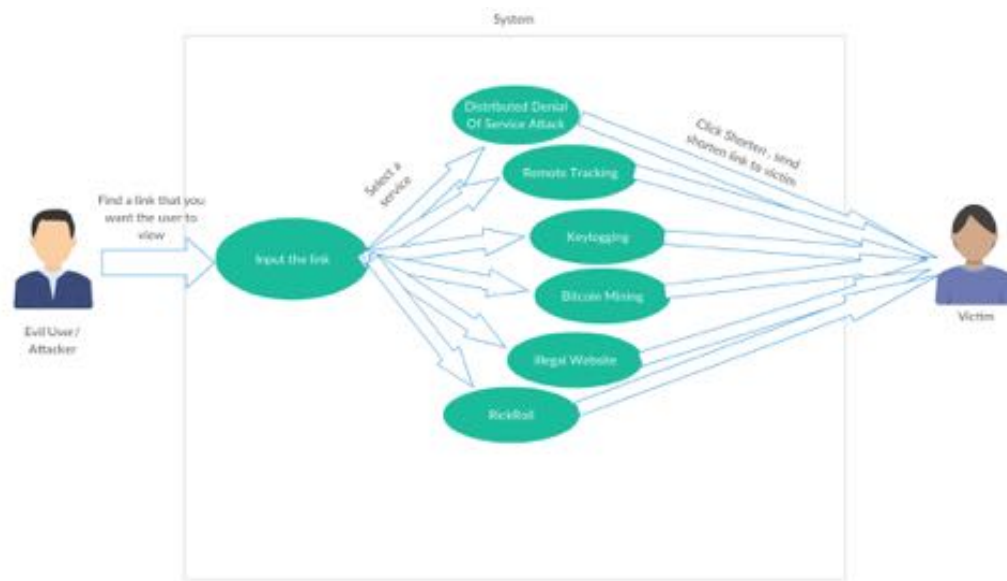 System
Distributed Denial
Of Service Attack
Click Shorten , send
shorten link to victim
Select a
service
Remote Tracking
Find a link that you
want the user to
view
Input the link
Keylogging
Bitcoin Mining
Evil User /
Attacker
Victim
Illegal Website
RickRoll